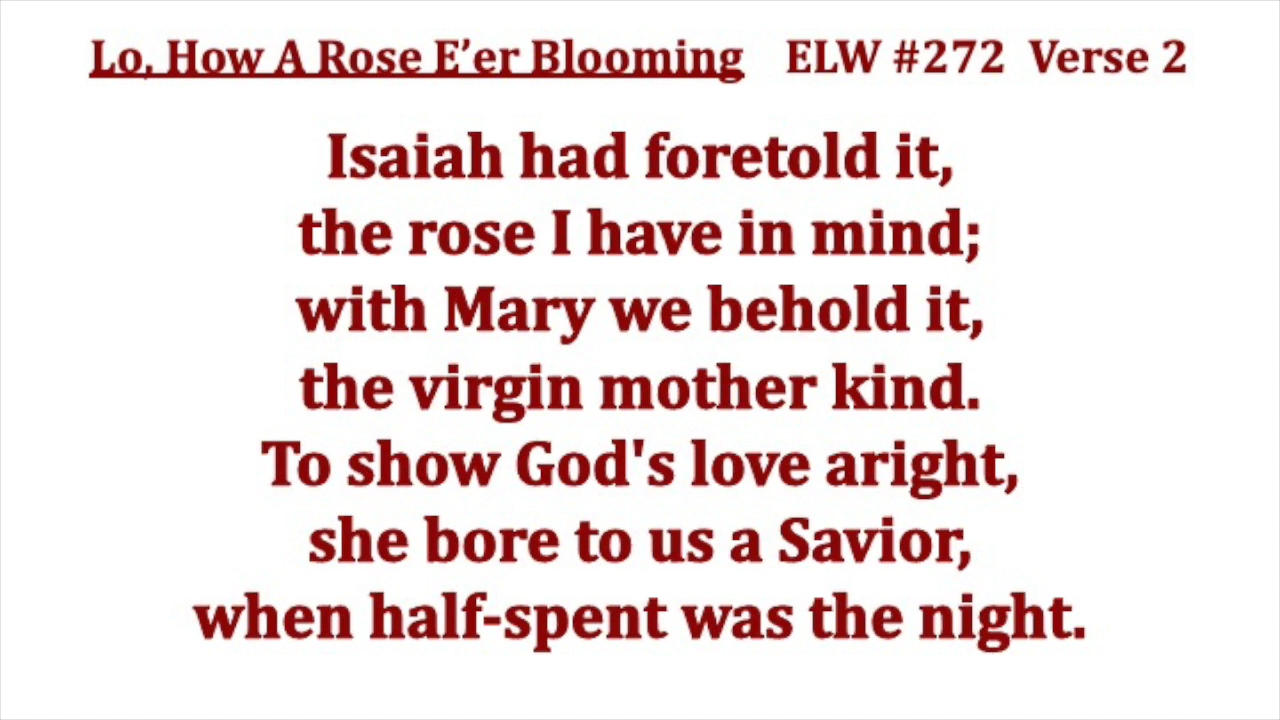 Lo, How A Rose E’er Blooming ELW #272 Verse 2
Isaiah had foretold it,
the rose I have in mind;
with Mary we behold it,
the virgin mother kind.
To show God's love aright,
she bore to us a Savior,
when half-spent was the night.